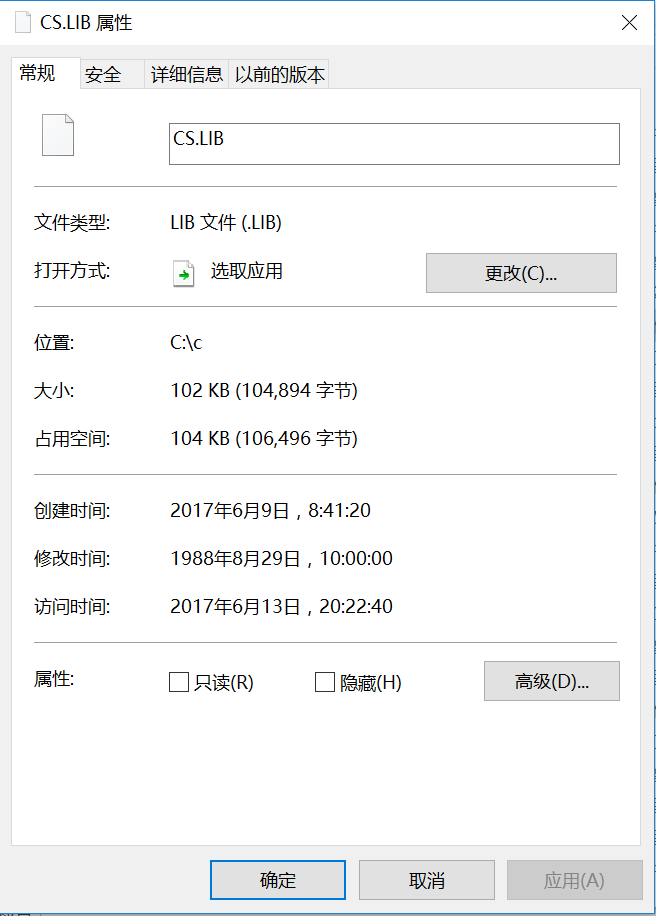 CS.LIB 属性
常规 安全 详细信息 以前的版本
CS.LIB
文件类型: LIB 文件 (.LIB)
打开方式: 选取应用 更改(C)...
位置: C:\c
大小: 102 KB (104,894 字节)
占用空间: 104 KB (106,496 字节)
创建时间: 2017年6月9日，8:41:20
修改时间: 1988年8月29日，10:00:00
访问时间: 2017年6月13日，20:22:40
属性: 只读(R) 隐藏(H) 高级(D)...
确定 取消 应用(A)